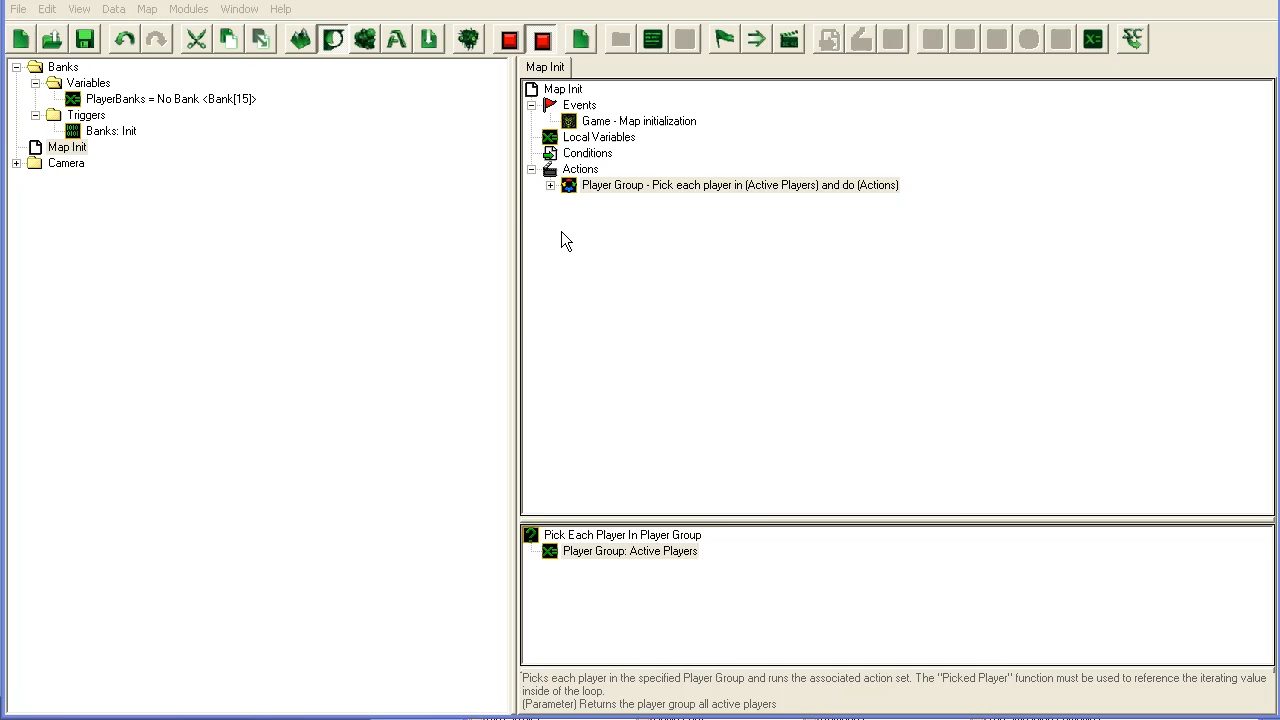 File Edit View Data Map Modules Window Help
Banks
Variables
PlayerBanks = No Bank <Bank[15]>
Triggers
Banks: Init
Map Init
Camera
Map Init
Map Init
Events
Game - Map initialization
Local Variables
Conditions
Actions
Player Group - Pick each player in (Active Players) and do (Actions)
Pick Each Player In Player Group
Player Group: Active Players
Picks each player in the specified Player Group and runs the associated action set. The "Picked Player" function must be used to reference the iterating value
inside of the loop.
(Parameter) Returns the player group all active players